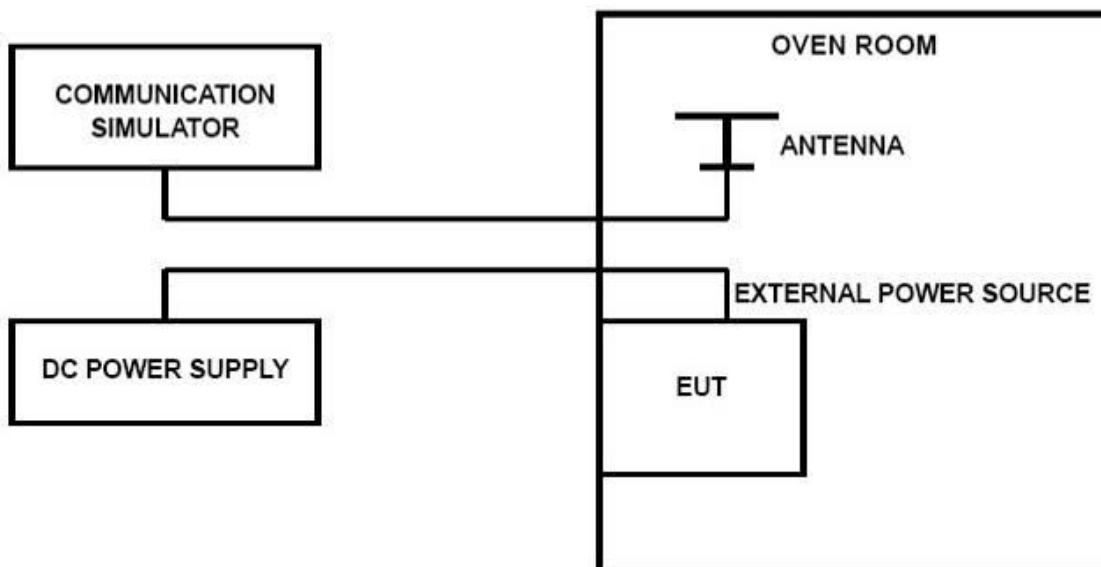 OVEN ROOM
COMMUNICATION
SIMULATOR
ANTENNA
EXTERNAL POWER SOURCE
DC POWER SUPPLY
EUT